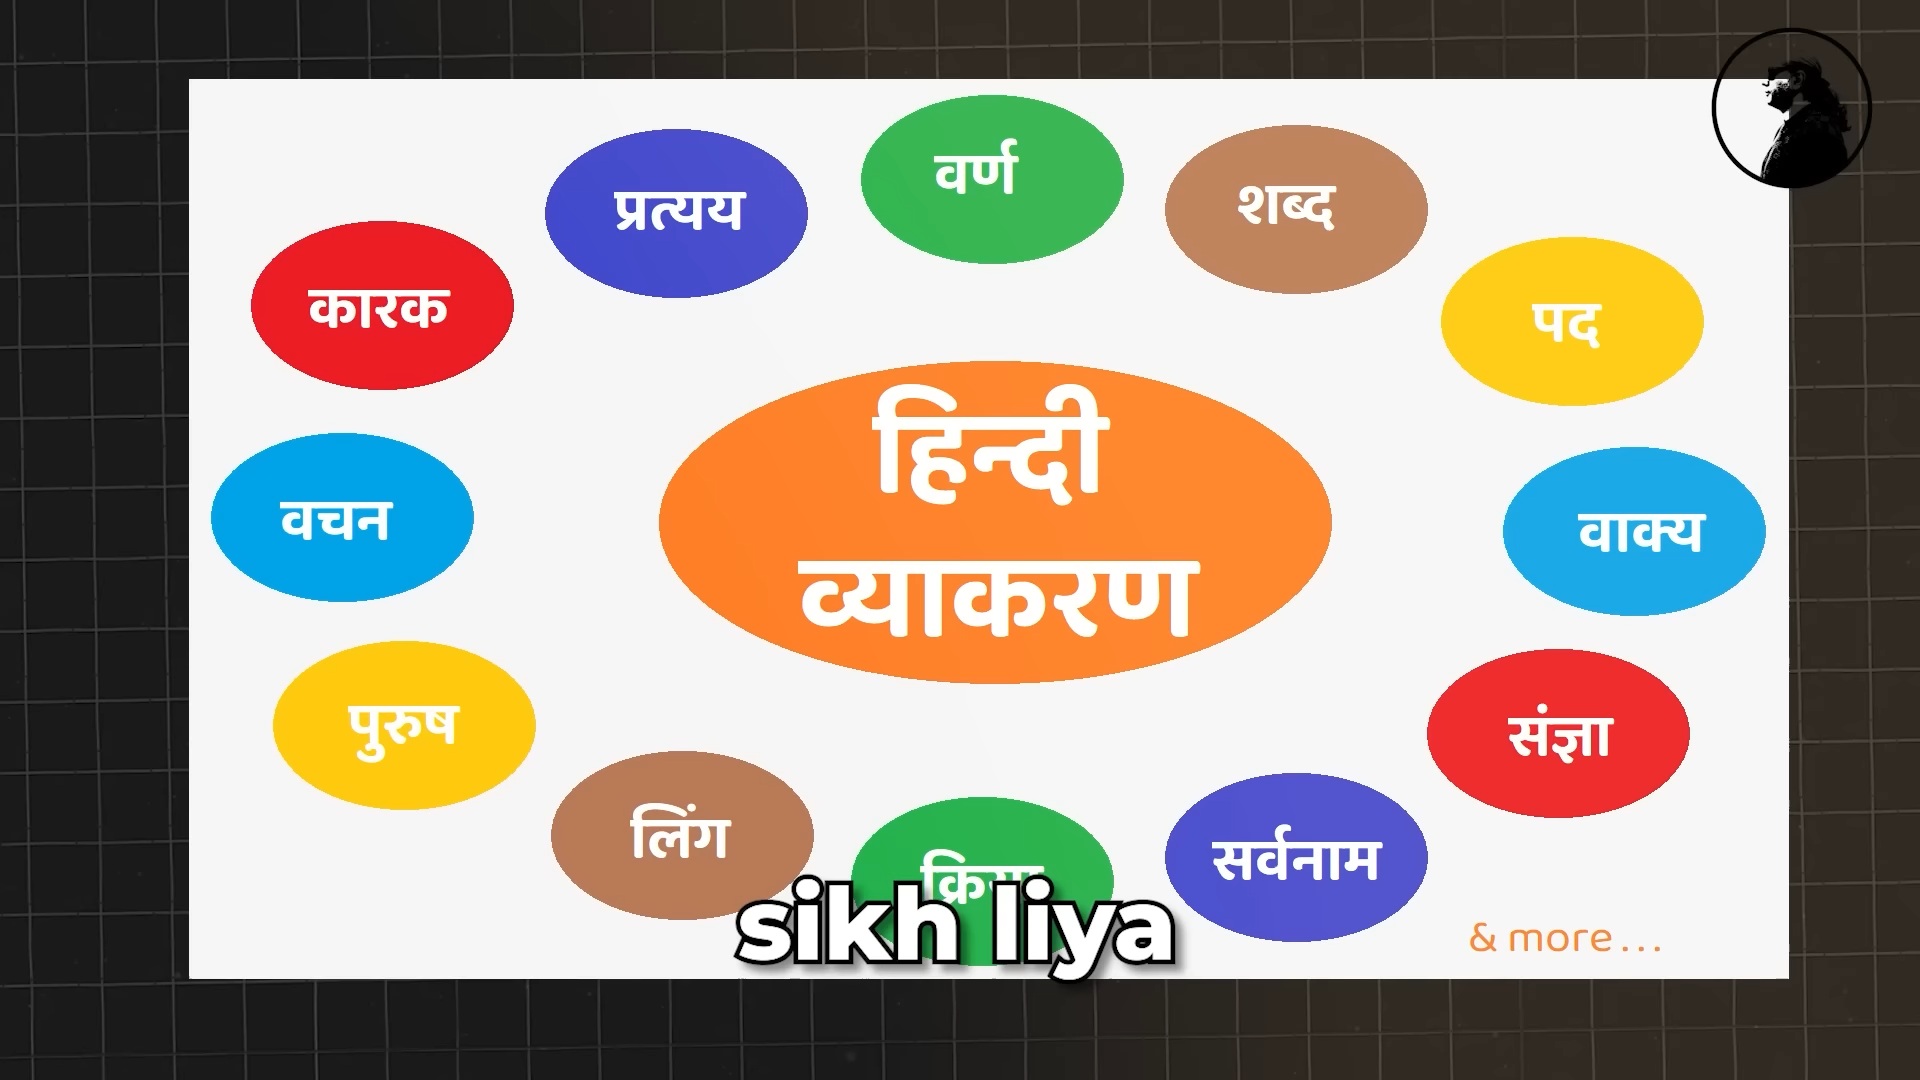 वर्ण
प्रत्यय
शब्द
कारक
पद
हिन्दी
व्याकरण
वचन
वाक्य
पुरुष
संज्ञा
लिंग
सर्वनाम
sikh liya
& more...